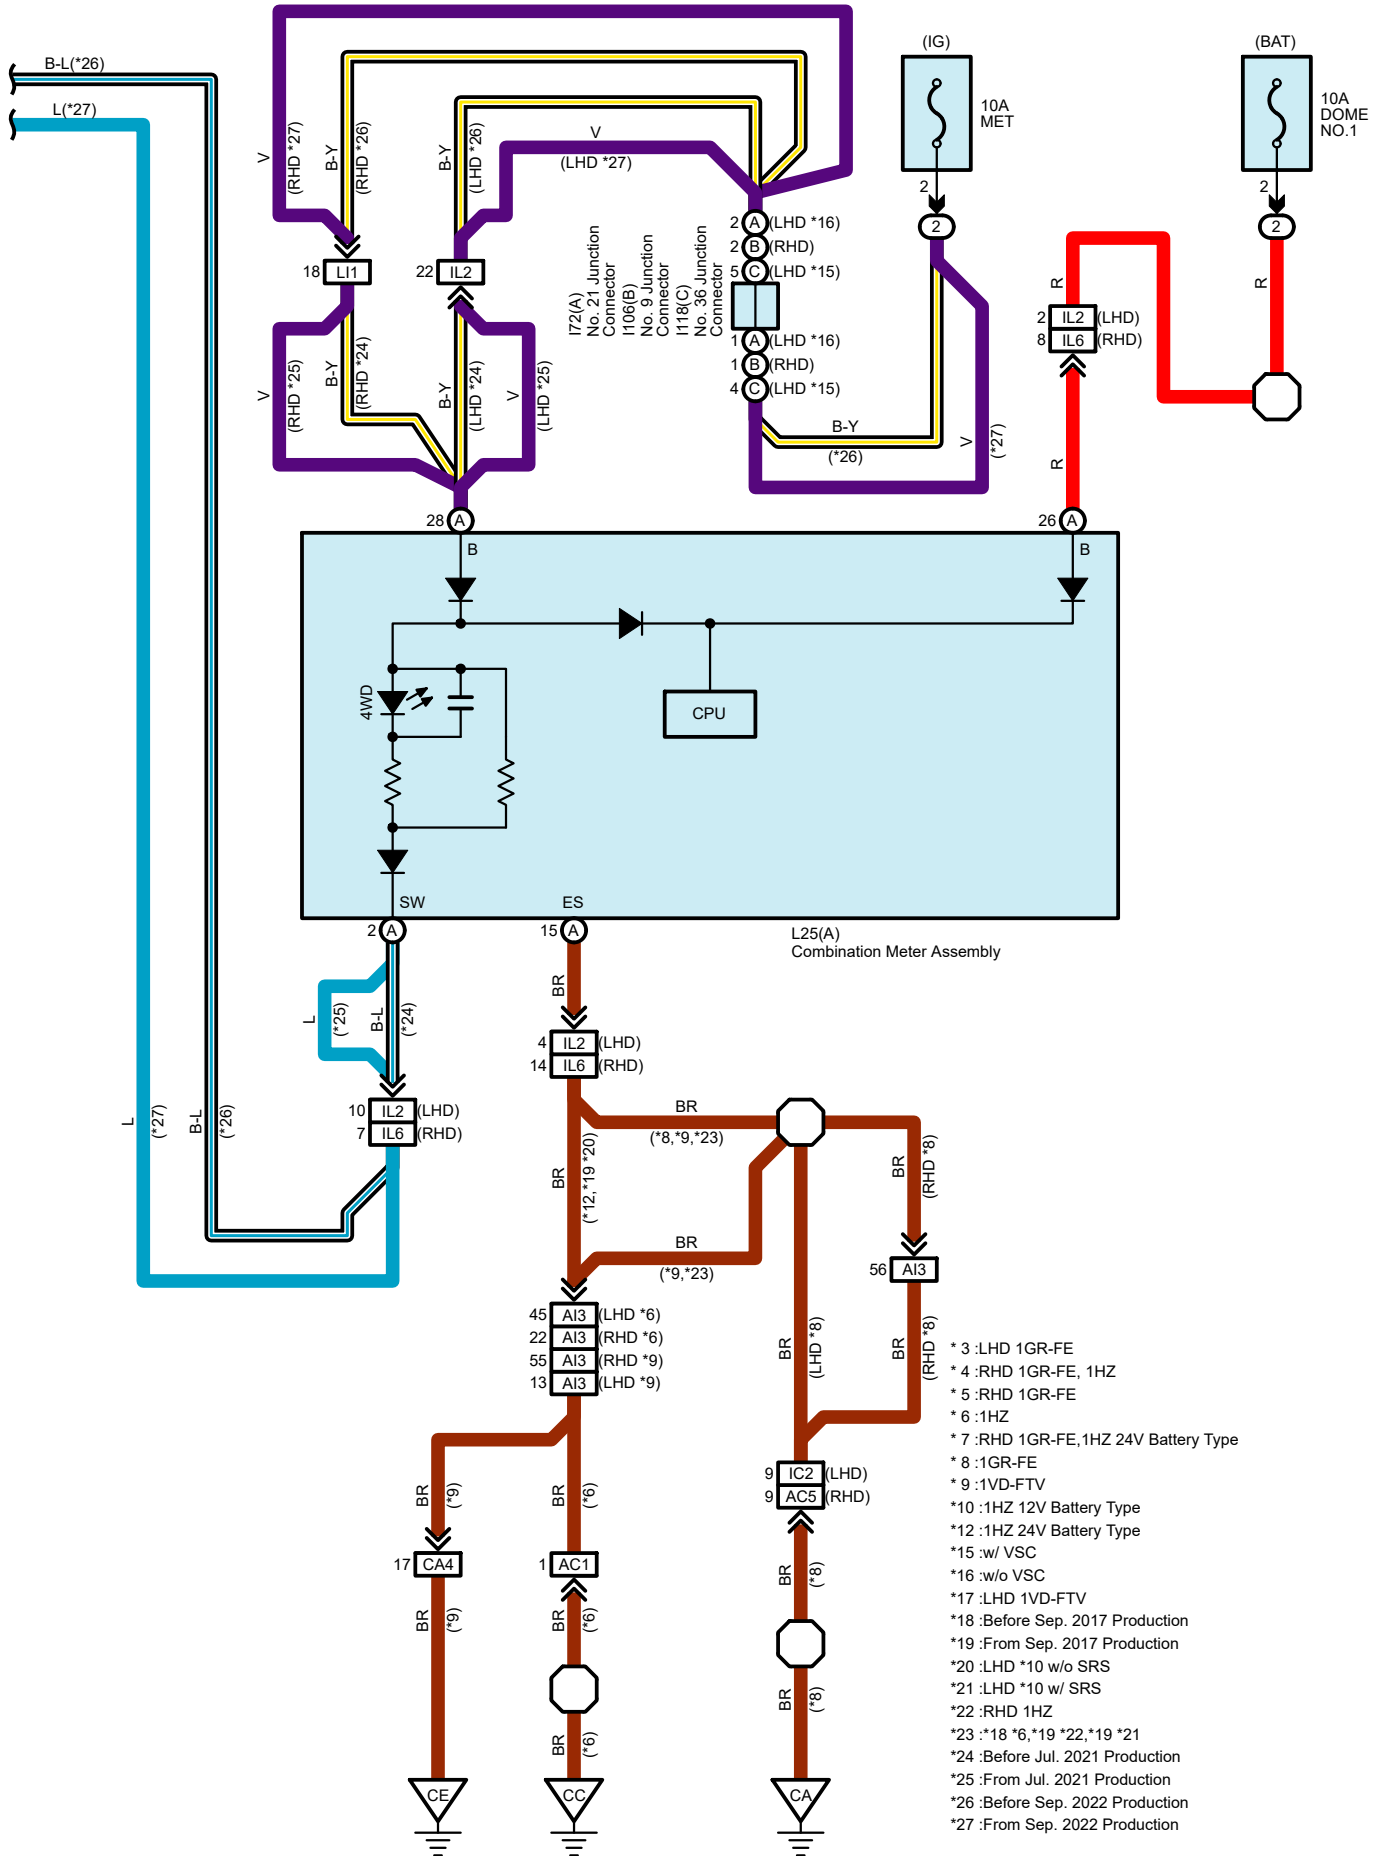 B-L(*26)
L(*27)
V
(RHD *27)
B-Y
(RHD *26)
B-Y
(LHD *26)
V
(LHD *27)
(IG)
10A
MET
2
2
(BAT)
10A
DOME
NO.1
2
2
18 LI1
22 IL2
I72(A)
No. 21 Junction
Connector
I106(B)
No. 9 Junction
Connector
I118(C)
No. 36 Junction
Connector
2 A (LHD *16)
2 B (RHD)
5 C (LHD *15)
1 A (LHD *16)
1 B (RHD)
4 C (LHD *15)
R
R
2 IL2 (LHD)
8 IL6 (RHD)
R
V
(RHD *25)
B-Y
(RHD *24)
B-Y
(LHD *24)
V
(LHD *25)
B-Y
(*26)
V
(*27)
28 A
26 A
B
B
4WD
CPU
SW
ES
2 A
15 A
L25(A)
Combination Meter Assembly
L
(*25)
B-L
(*24)
BR
4 IL2 (LHD)
14 IL6 (RHD)
10 IL2 (LHD)
7 IL6 (RHD)
L
(*27)
B-L
(*26)
BR
(*8,*9,*23)
BR
(*12,*19 *20)
BR
(*9,*23)
BR
(RHD *8)
56 AI3
45 AI3 (LHD *6)
22 AI3 (RHD *6)
55 AI3 (RHD *9)
13 AI3 (LHD *9)
BR
(LHD *8)
BR
(RHD *8)
BR
(*9)
BR
(*6)
9 IC2 (LHD)
9 AC5 (RHD)
17 CA4
1 AC1
BR
(*9)
BR
(*6)
BR
(*8)
BR
(*6)
BR
(*8)
CE
CC
CA
* 3 :LHD 1GR-FE
* 4 :RHD 1GR-FE, 1HZ
* 5 :RHD 1GR-FE
* 6 :1HZ
* 7 :RHD 1GR-FE,1HZ 24V Battery Type
* 8 :1GR-FE
* 9 :1VD-FTV
*10 :1HZ 12V Battery Type
*12 :1HZ 24V Battery Type
*15 :w/ VSC
*16 :w/o VSC
*17 :LHD 1VD-FTV
*18 :Before Sep. 2017 Production
*19 :From Sep. 2017 Production
*20 :LHD *10 w/o SRS
*21 :LHD *10 w/ SRS
*22 :RHD 1HZ
*23 :*18 *6,*19 *22,*19 *21
*24 :Before Jul. 2021 Production
*25 :From Jul. 2021 Production
*26 :Before Sep. 2022 Production
*27 :From Sep. 2022 Production